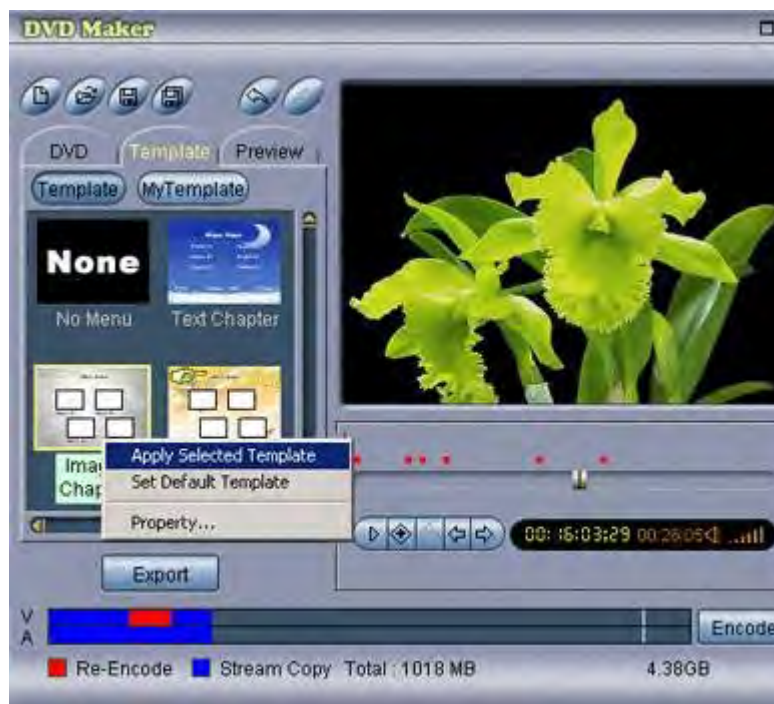 DVD Maker
DVD Template Preview
Template MyTemplate
None
No Menu Text Chapter
Apply Selected Template
Set Default Template
Property...
00:16:03:29
Export
V
A
Encode
Re-Encode Stream Copy Total : 1018 MB 4.38GB